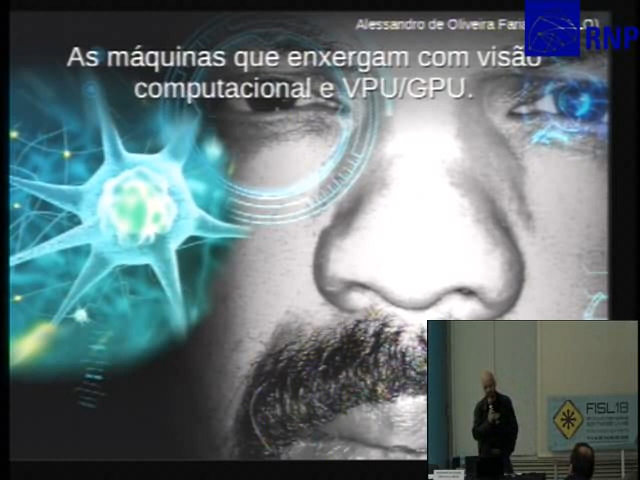 Alessandro de Oliveira
As máquinas que enxergam com visão
computacional e VPU/GPU.
RNP
FISL18